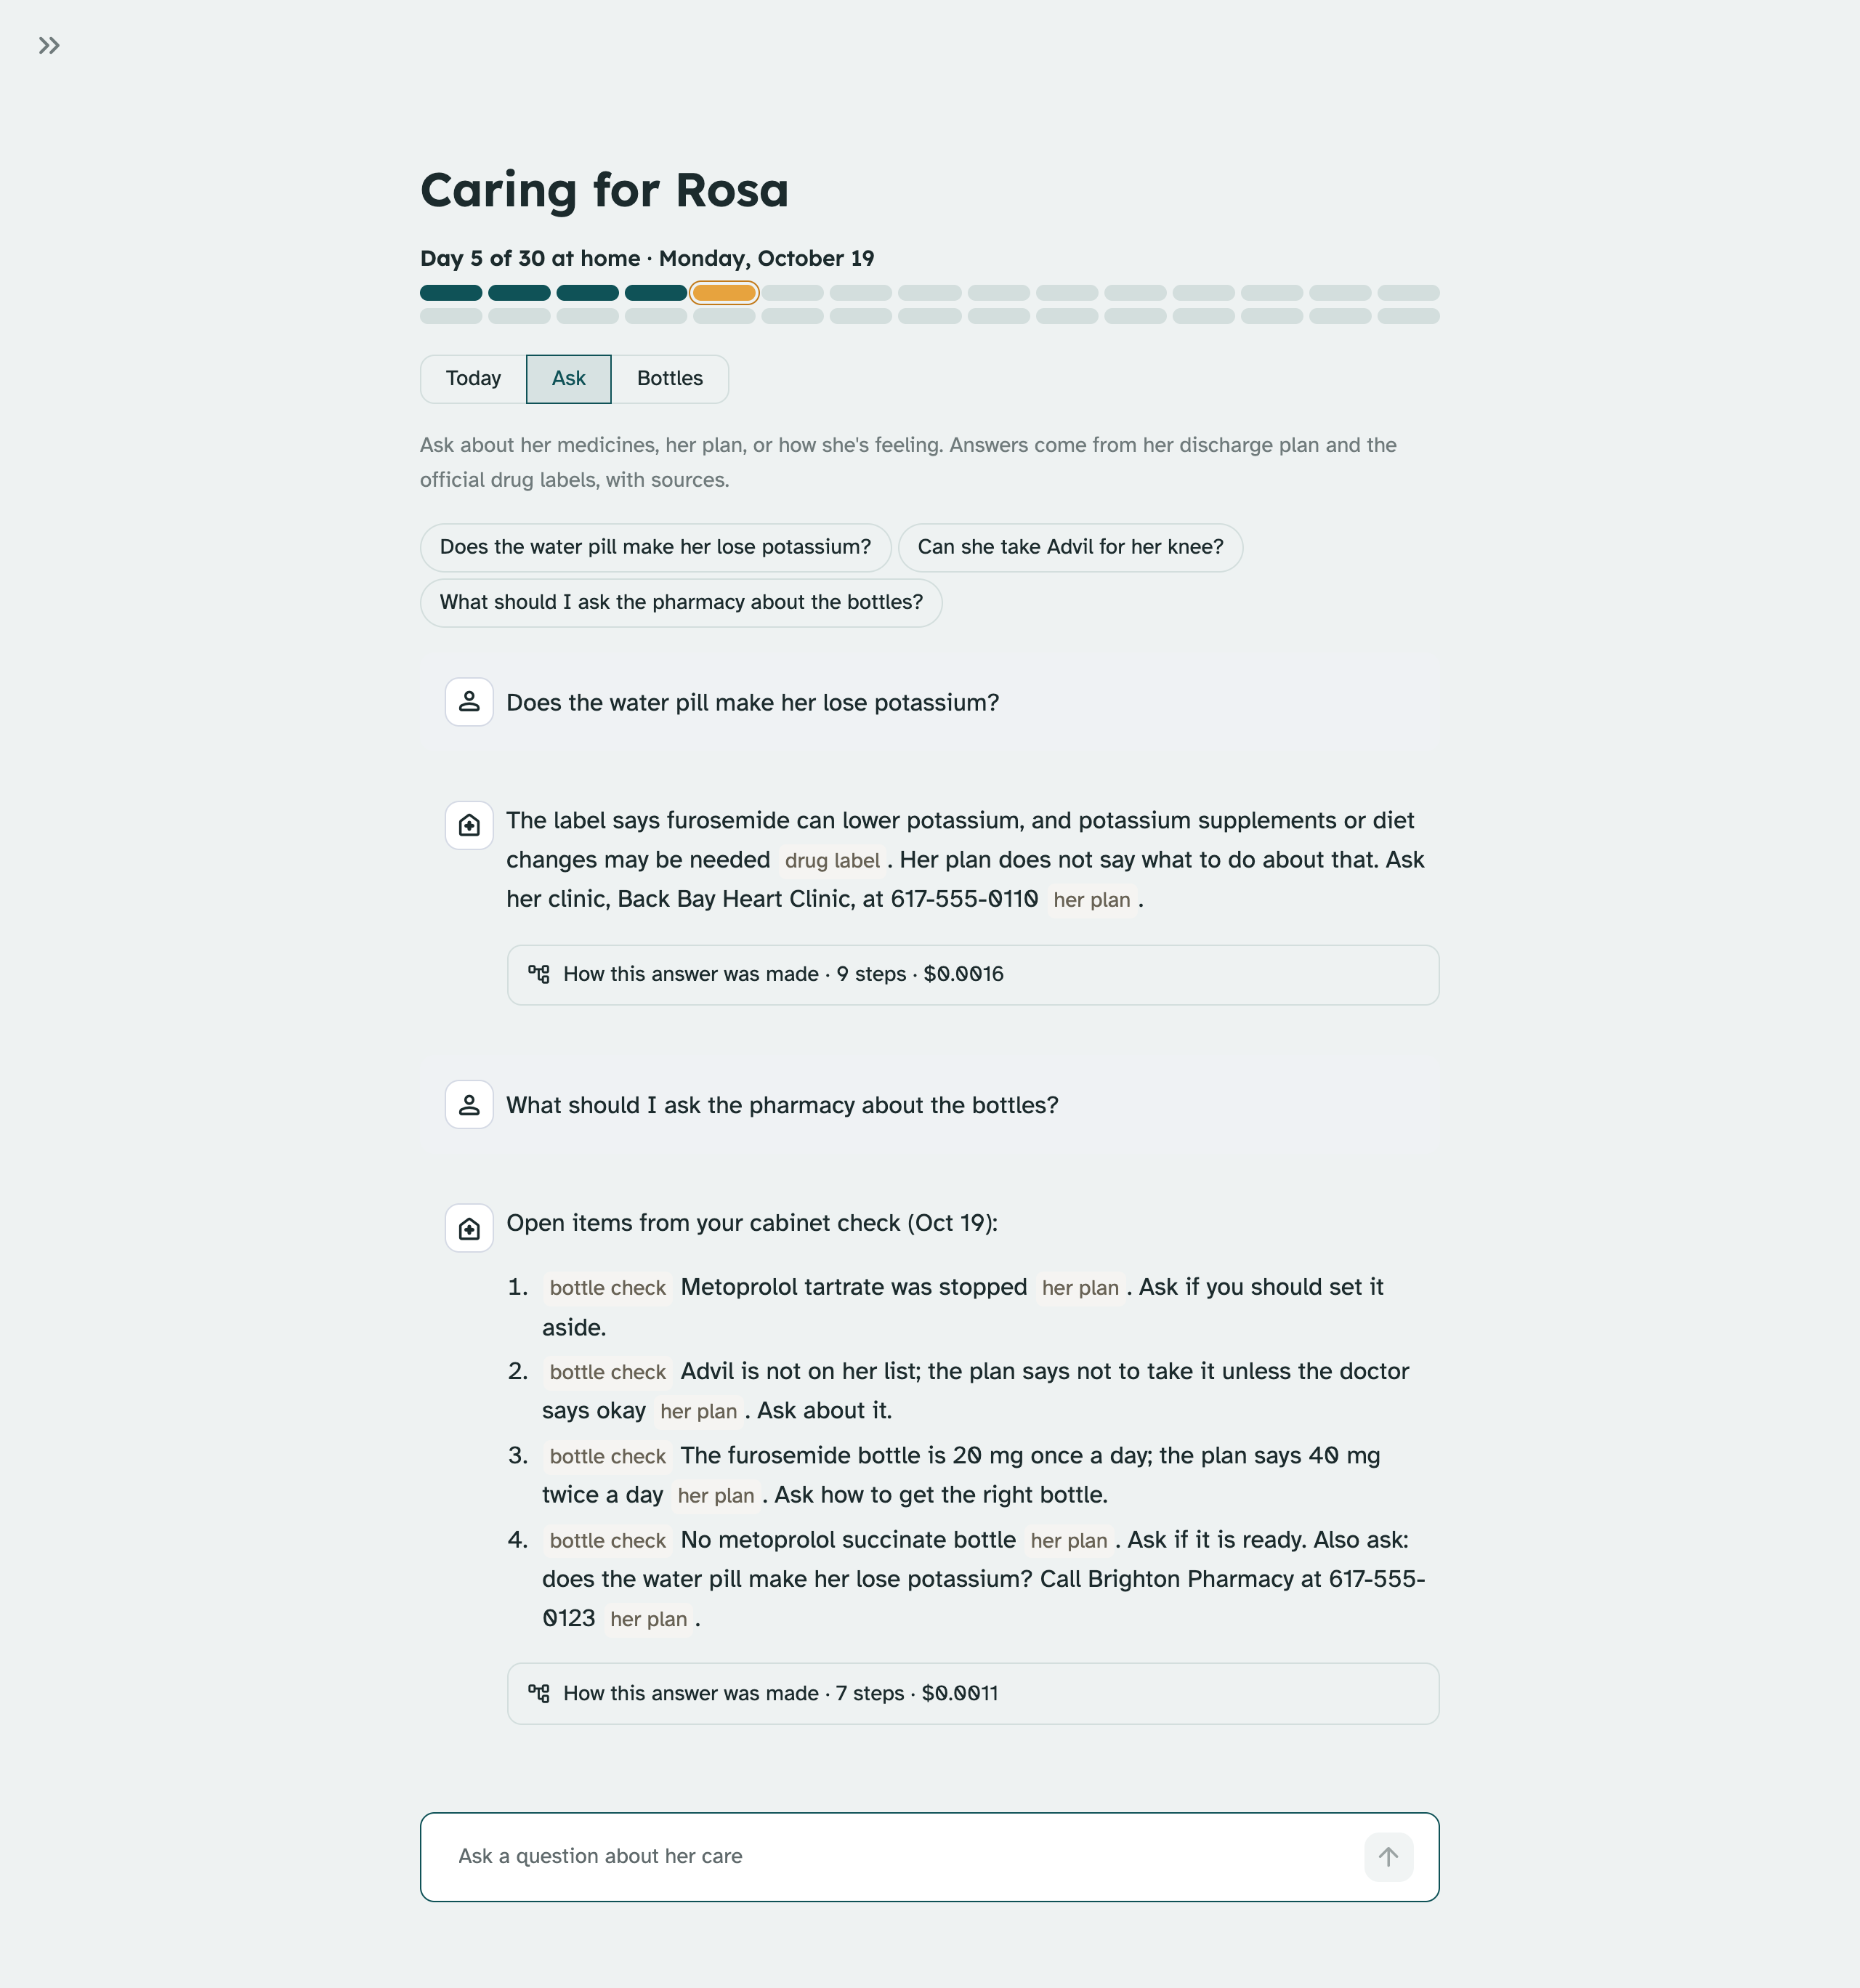 Caring for Rosa
Day 5 of 30 at home · Monday, October 19
Today Ask Bottles
Ask about her medicines, her plan, or how she's feeling. Answers come from her discharge plan and the
official drug labels, with sources.
Does the water pill make her lose potassium? Can she take Advil for her knee?
What should I ask the pharmacy about the bottles?
Does the water pill make her lose potassium?
The label says furosemide can lower potassium, and potassium supplements or diet
changes may be needed drug label. Her plan does not say what to do about that. Ask
her clinic, Back Bay Heart Clinic, at 617-555-0110 her plan.
How this answer was made · 9 steps · $0.0016
What should I ask the pharmacy about the bottles?
Open items from your cabinet check (Oct 19):
1. bottle check Metoprolol tartrate was stopped her plan. Ask if you should set it
aside.
2. bottle check Advil is not on her list; the plan says not to take it unless the doctor
says okay her plan. Ask about it.
3. bottle check The furosemide bottle is 20 mg once a day; the plan says 40 mg
twice a day her plan. Ask how to get the right bottle.
4. bottle check No metoprolol succinate bottle her plan. Ask if it is ready. Also ask:
does the water pill make her lose potassium? Call Brighton Pharmacy at 617-555-
0123 her plan.
How this answer was made · 7 steps · $0.0011
Ask a question about her care